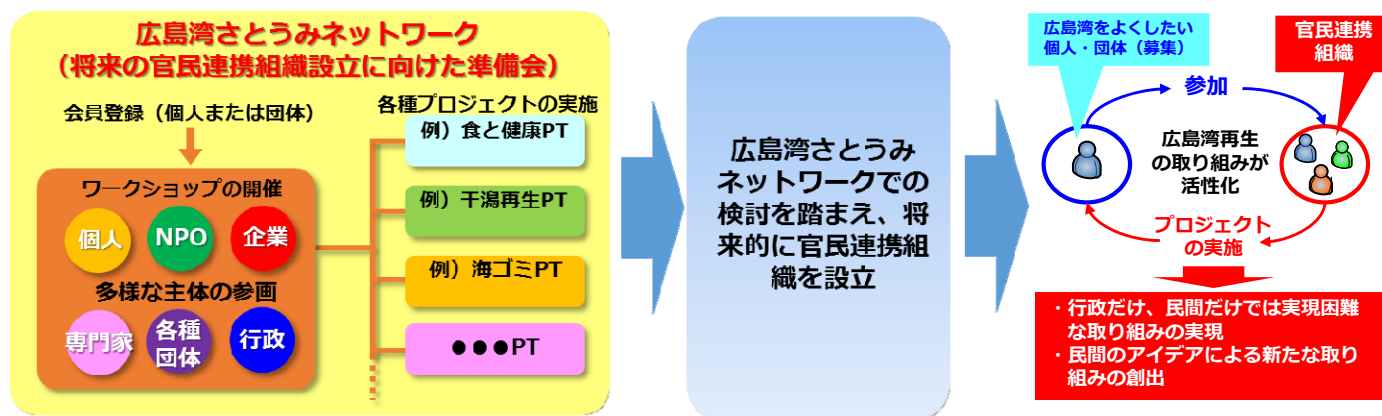 広島湾さとうみネットワーク
（将来の官民連携組織設立に向けた準備会）
会員登録（個人または団体）
ワークショップの開催
個人
NPO
企業
多様な主体の参画
専門家
各種
団体
行政
各種プロジェクトの実施
例）食と健康PT
例）干潟再生PT
例）海ゴミPT
●●●PT
広島湾さとうみ
ネットワークでの
検討を踏まえ、将
来的に官民連携組
織を設立
広島湾をよくしたい
個人・団体（募集）
官民連携
組織
参加
広島湾再生
の取り組みが
活性化
プロジェクト
の実施
・行政だけ、民間だけでは実現困難
な取り組みの実現
・民間のアイデアによる新たな取り
組みの創出